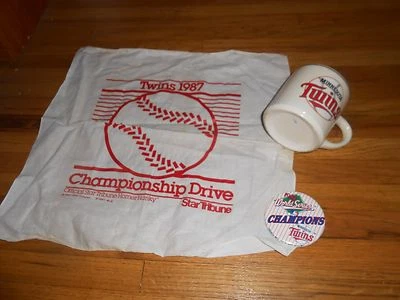 Twins 1987
Championship Drive
Official Star Tribune Homer Hanky
Star Tribune
MINNESOTA
Twins
World Series
CHAMPIONS
Twins